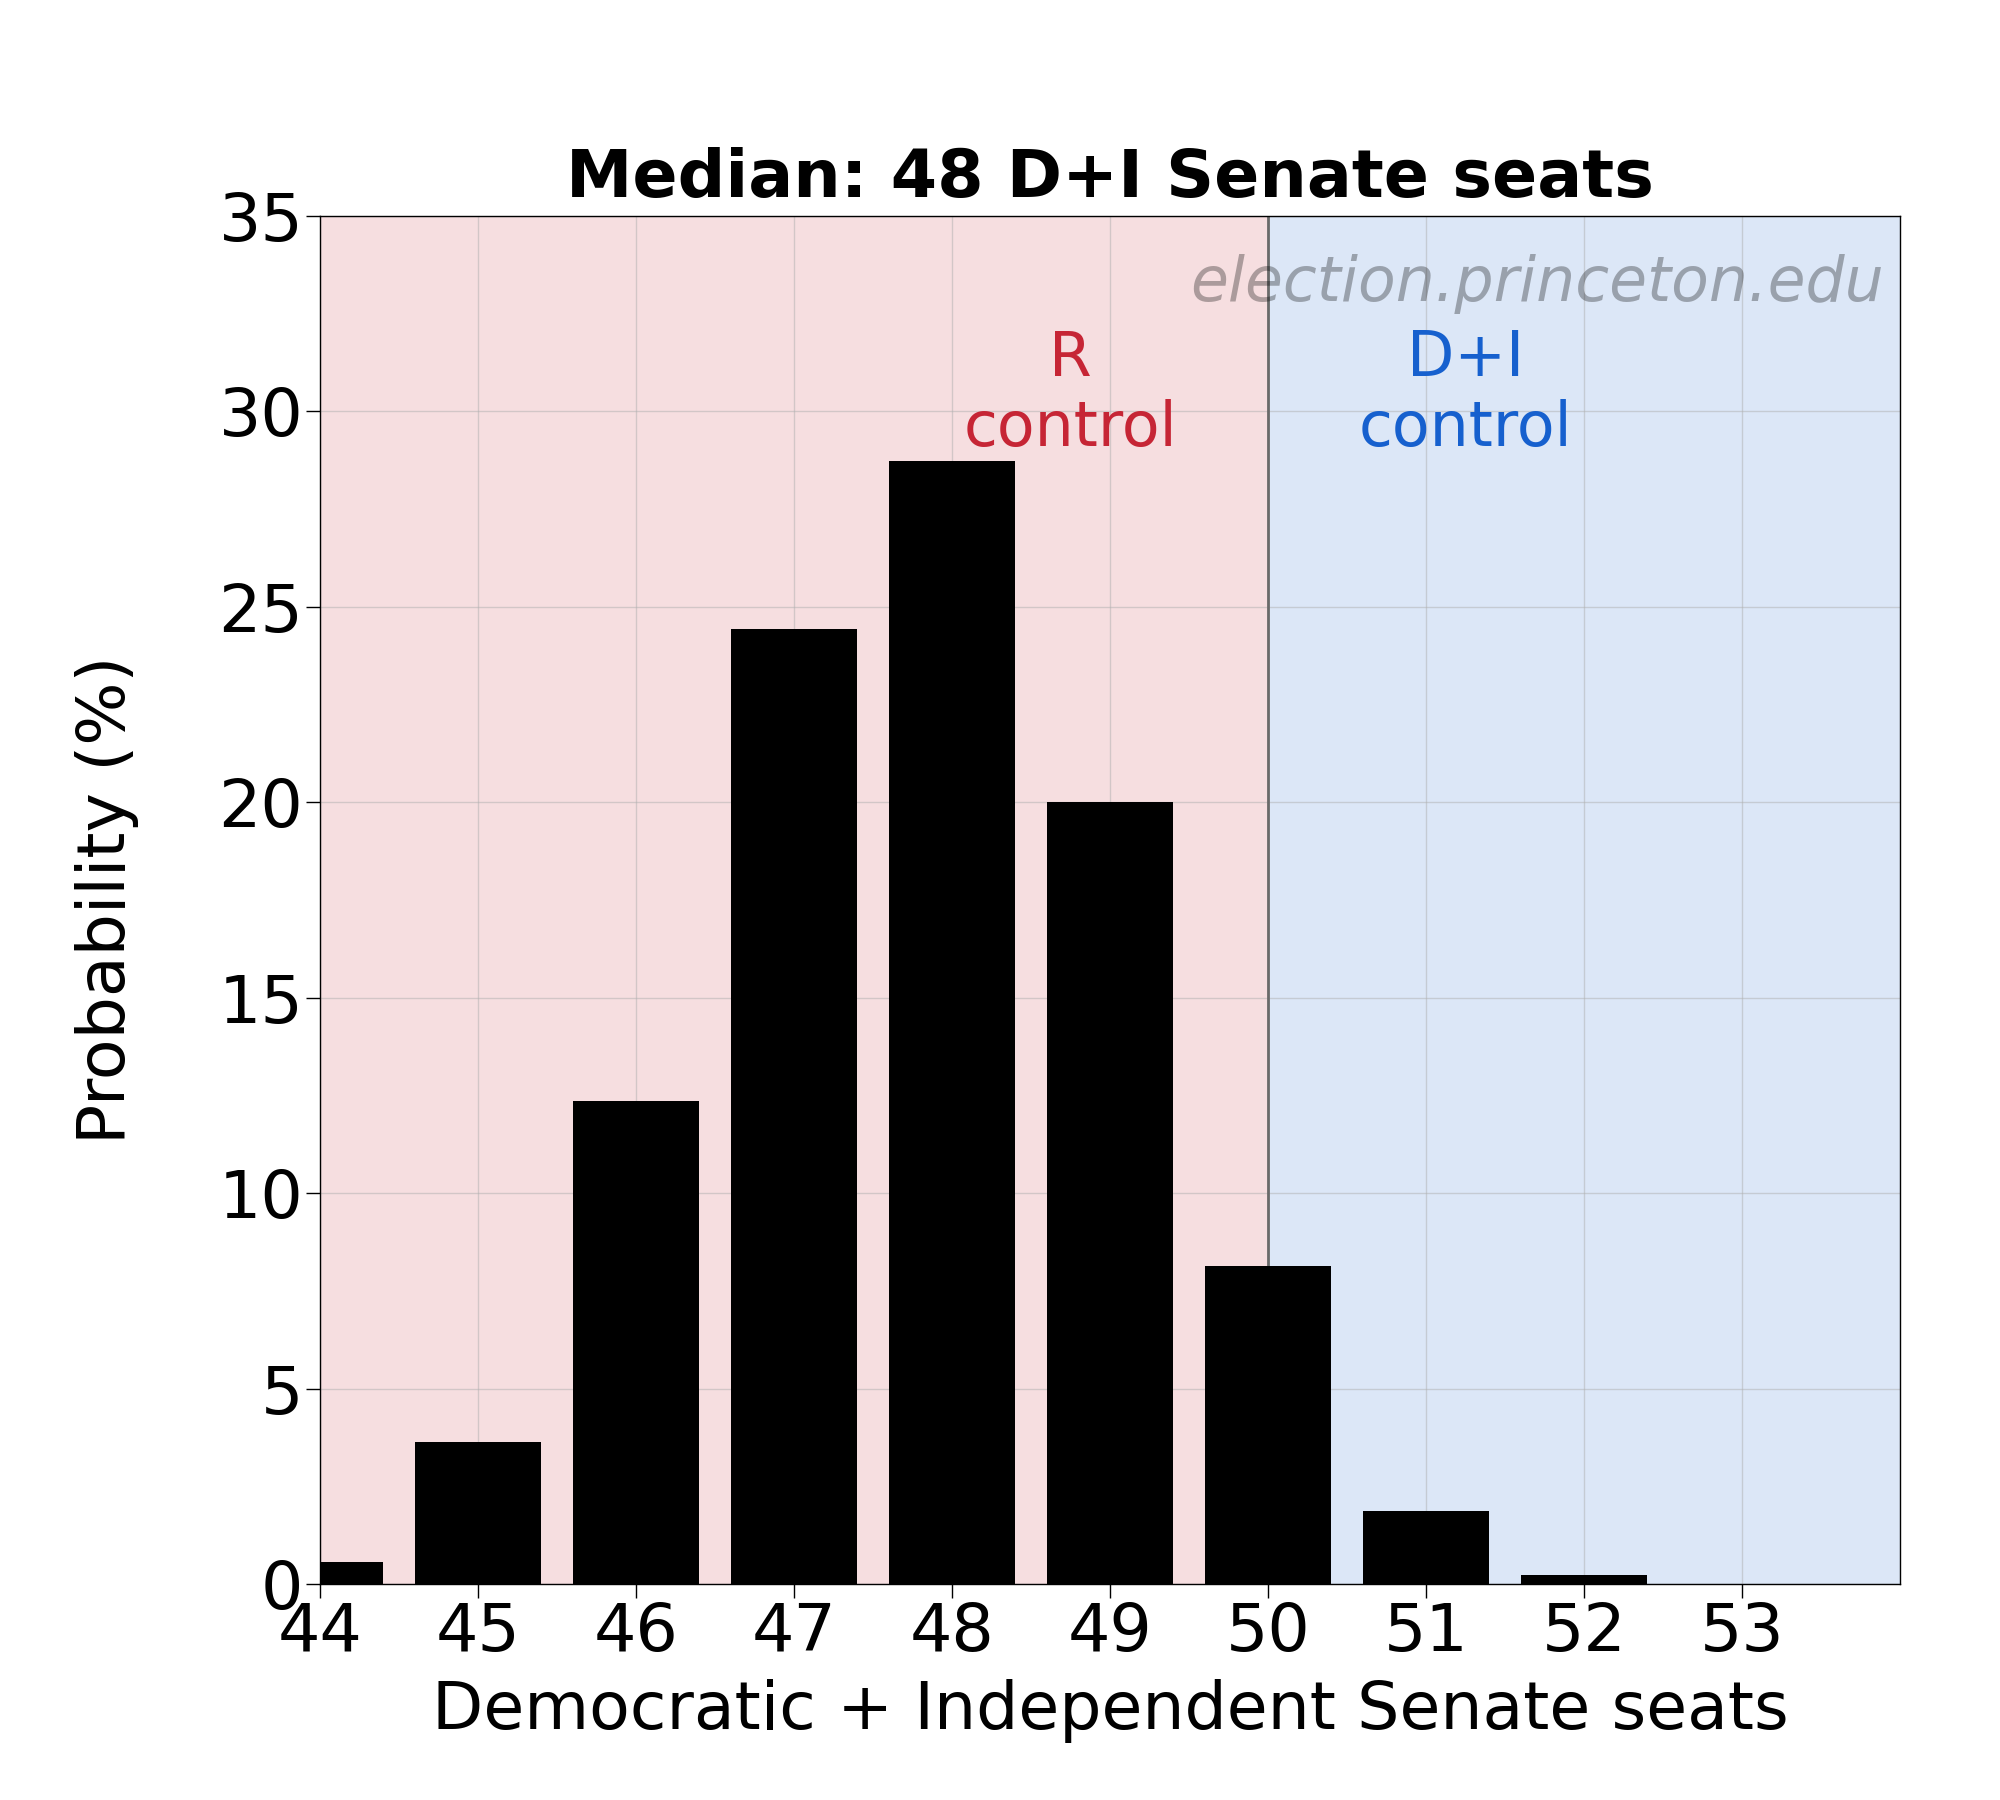 Median: 48 D+I Senate seats
election.princeton.edu
R
control
D+I
control
35
30
25
20
15
10
5
0
Probability (%)
44 45 46 47 48 49 50 51 52 53
Democratic + Independent Senate seats